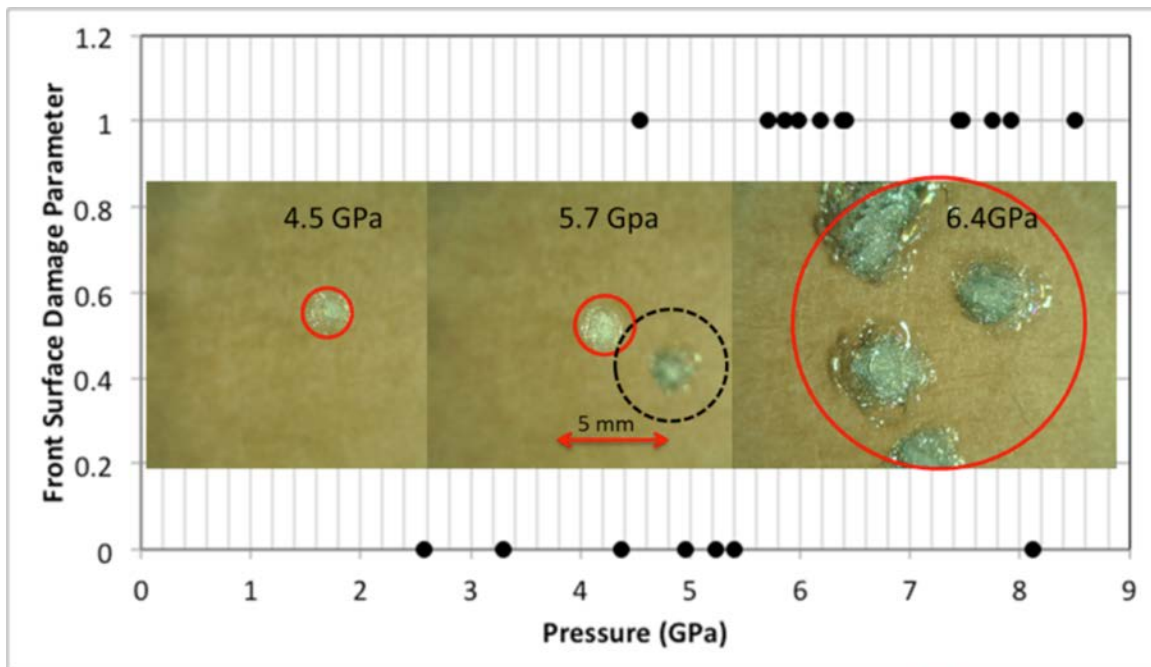 1.2
1
0.8
0.6
0.4
0.2
0
Front Surface Damage Parameter
4.5 GPa
5.7 Gpa
6.4GPa
5 mm
0 1 2 3 4 5 6 7 8 9
Pressure (GPa)